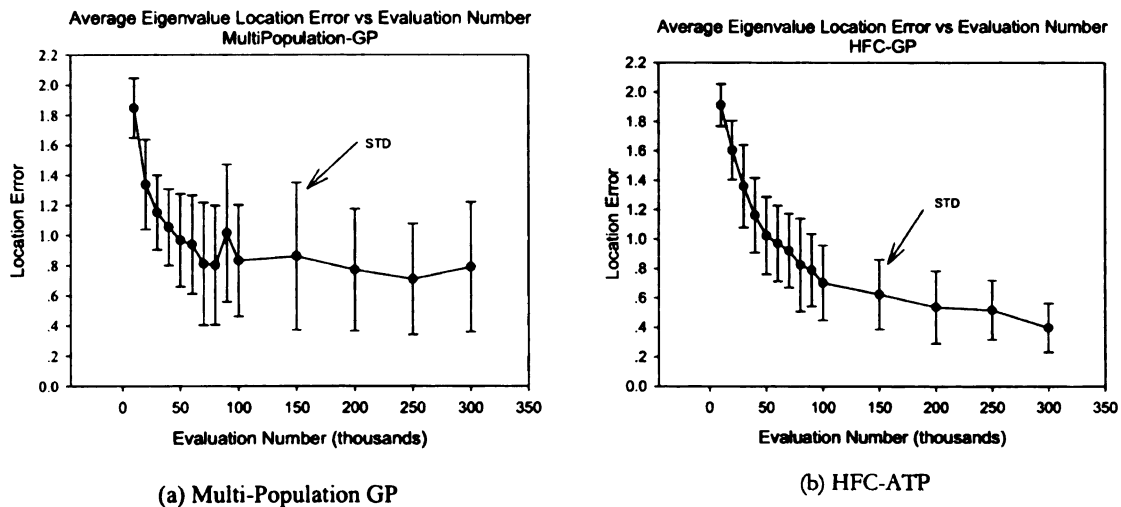 Average Eigenvalue Location Error vs Evaluation Number
MultiPopulation-GP
2.2
2.0
1.8
1.6
1.4
1.2
1.0
.8
.6
.4
.2
0.0
Location Error
STD
0 50 100 150 200 250 300 350
Evaluation Number (thousands)
(a) Multi-Population GP
Average Eigenvalue Location Error vs Evaluation Number
HFC-GP
2.2
2.0
1.8
1.6
1.4
1.2
1.0
.8
.6
.4
.2
0.0
Location Error
STD
0 50 100 150 200 250 300 350
Evaluation Number (thousands)
(b) HFC-ATP